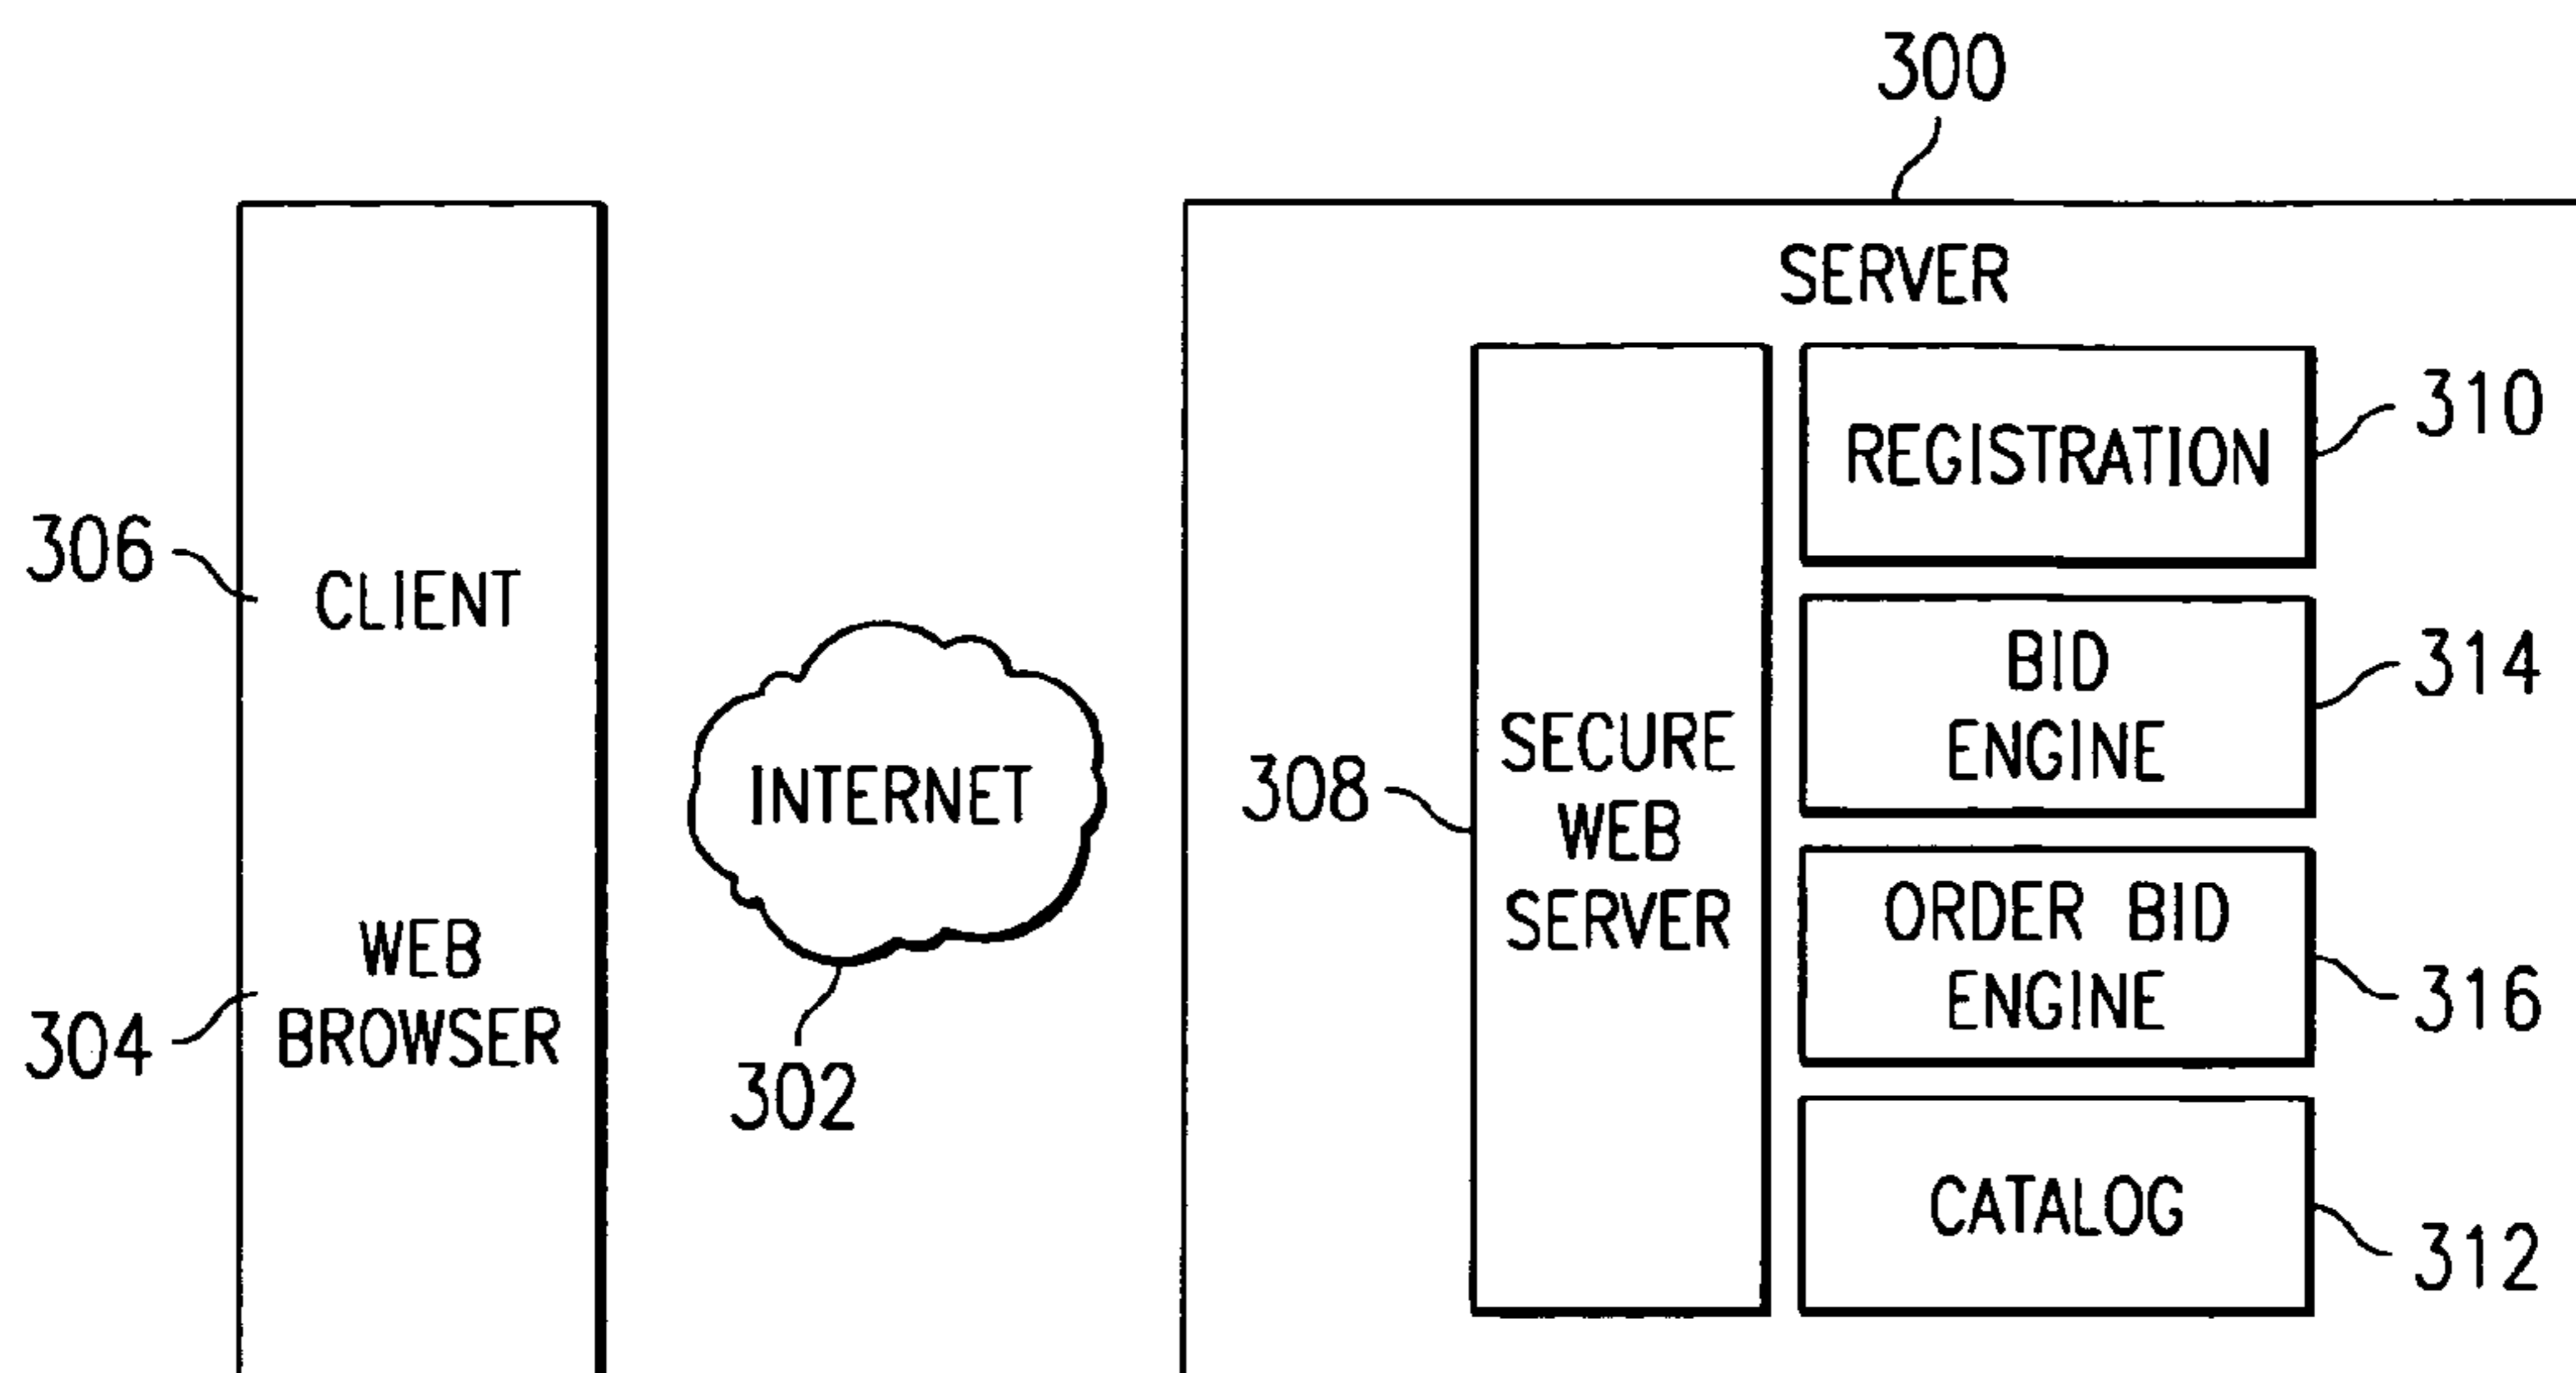 300
SERVER
REGISTRATION
310
306
CLIENT
BID
ENGINE
314
INTERNET
302
308
SECURE
WEB
SERVER
ORDER BID
ENGINE
316
WEB
BROWSER
304
CATALOG
312